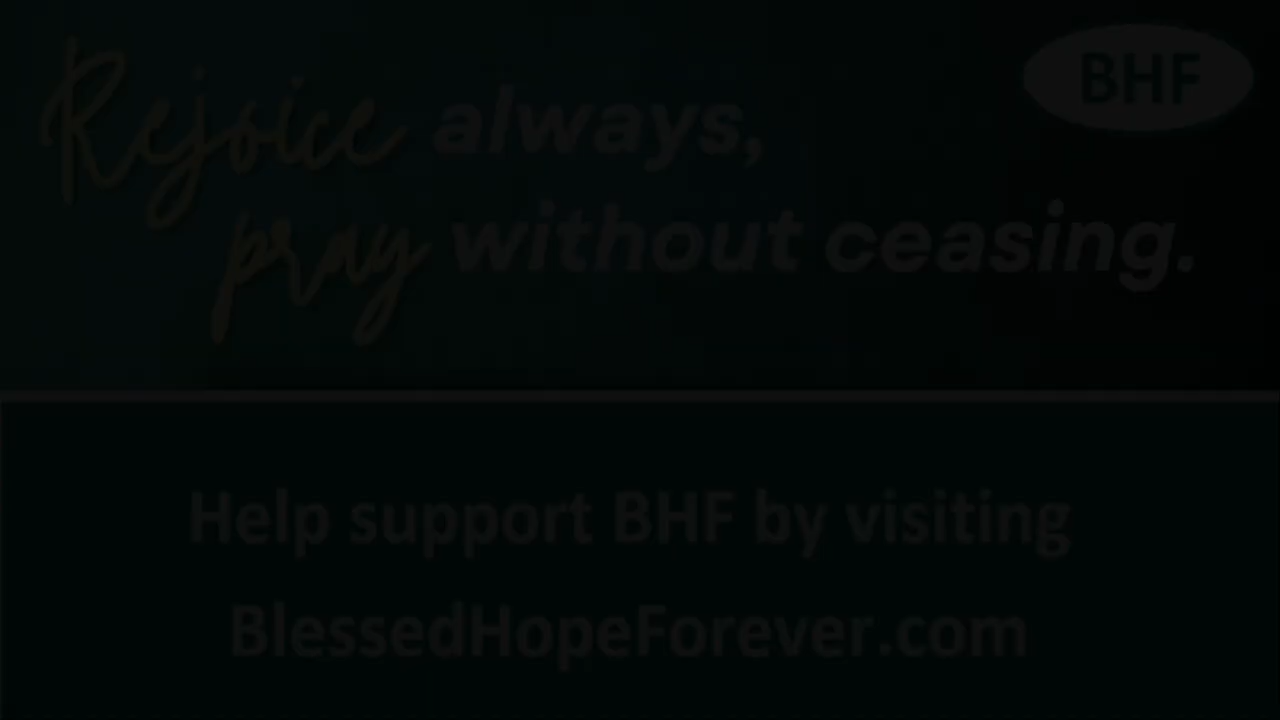 BHF
Rejoice always,
pray without ceasing.
Help support BHF by visiting
BlessedHopeForever.com